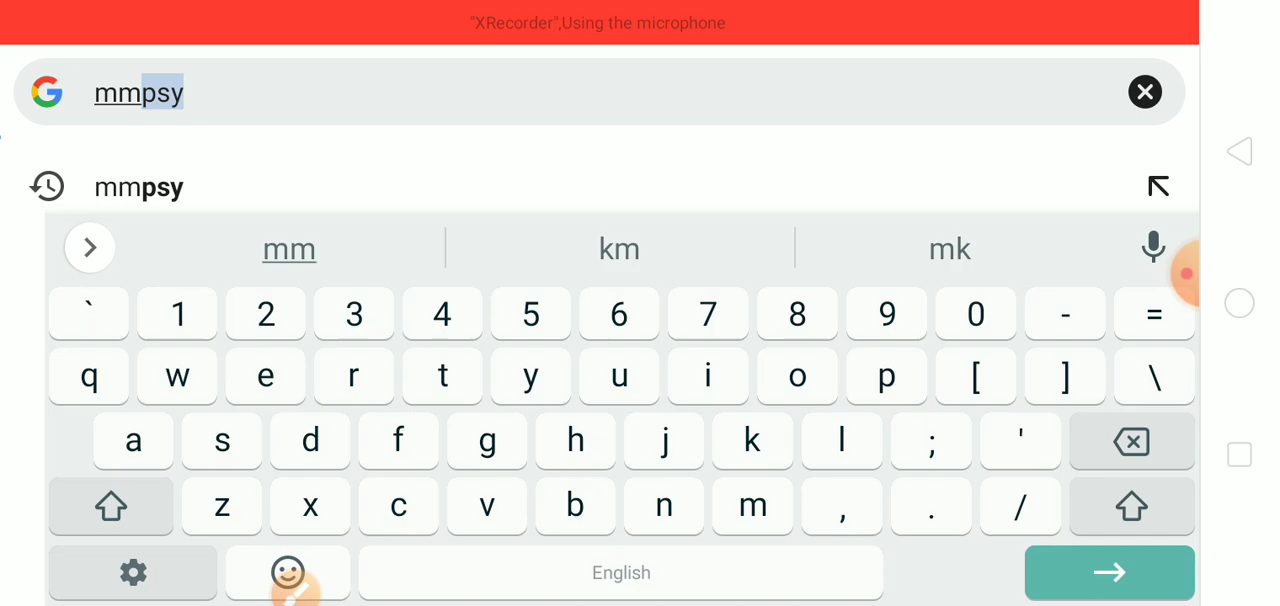 "XRecorder",Using the microphone
mmpsy
mmpsy
mm km mk
` 1 2 3 4 5 6 7 8 9 0 - =
q w e r t y u i o p [ ] \
a s d f g h j k l ; '
z x c v b n m , . /
English